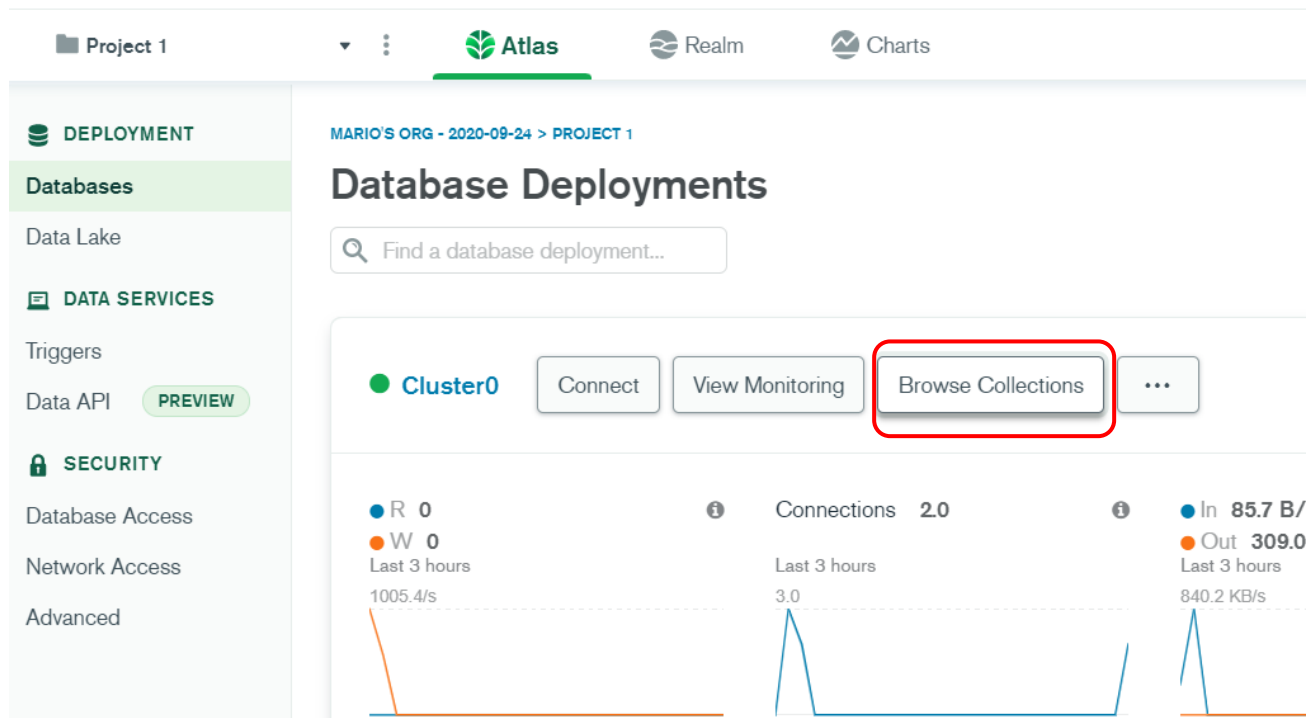 Project 1
Atlas
Realm
Charts
DEPLOYMENT
Databases
Data Lake
DATA SERVICES
Triggers
Data API PREVIEW
SECURITY
Database Access
Network Access
Advanced
MARIO'S ORG - 2020-09-24 > PROJECT 1
Database Deployments
Find a database deployment...
Cluster0
Connect
View Monitoring
Browse Collections
...
R 0
W 0
Last 3 hours
1005.4/s
Connections 2.0
Last 3 hours
3.0
In 85.7 B/
Out 309.0
Last 3 hours
840.2 KB/s